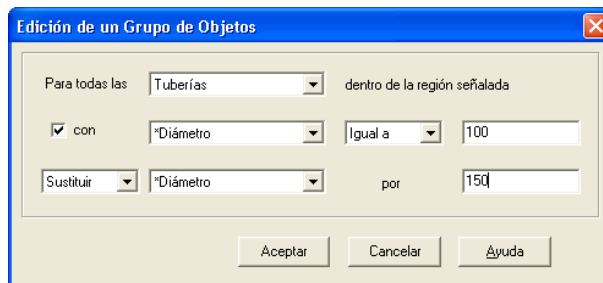 Edición de un Grupo de Objetos
Para todas las Tuberías dentro de la región señalada
con *Diámetro Igual a 100
Sustituir *Diámetro por 150
Aceptar Cancelar Ayuda